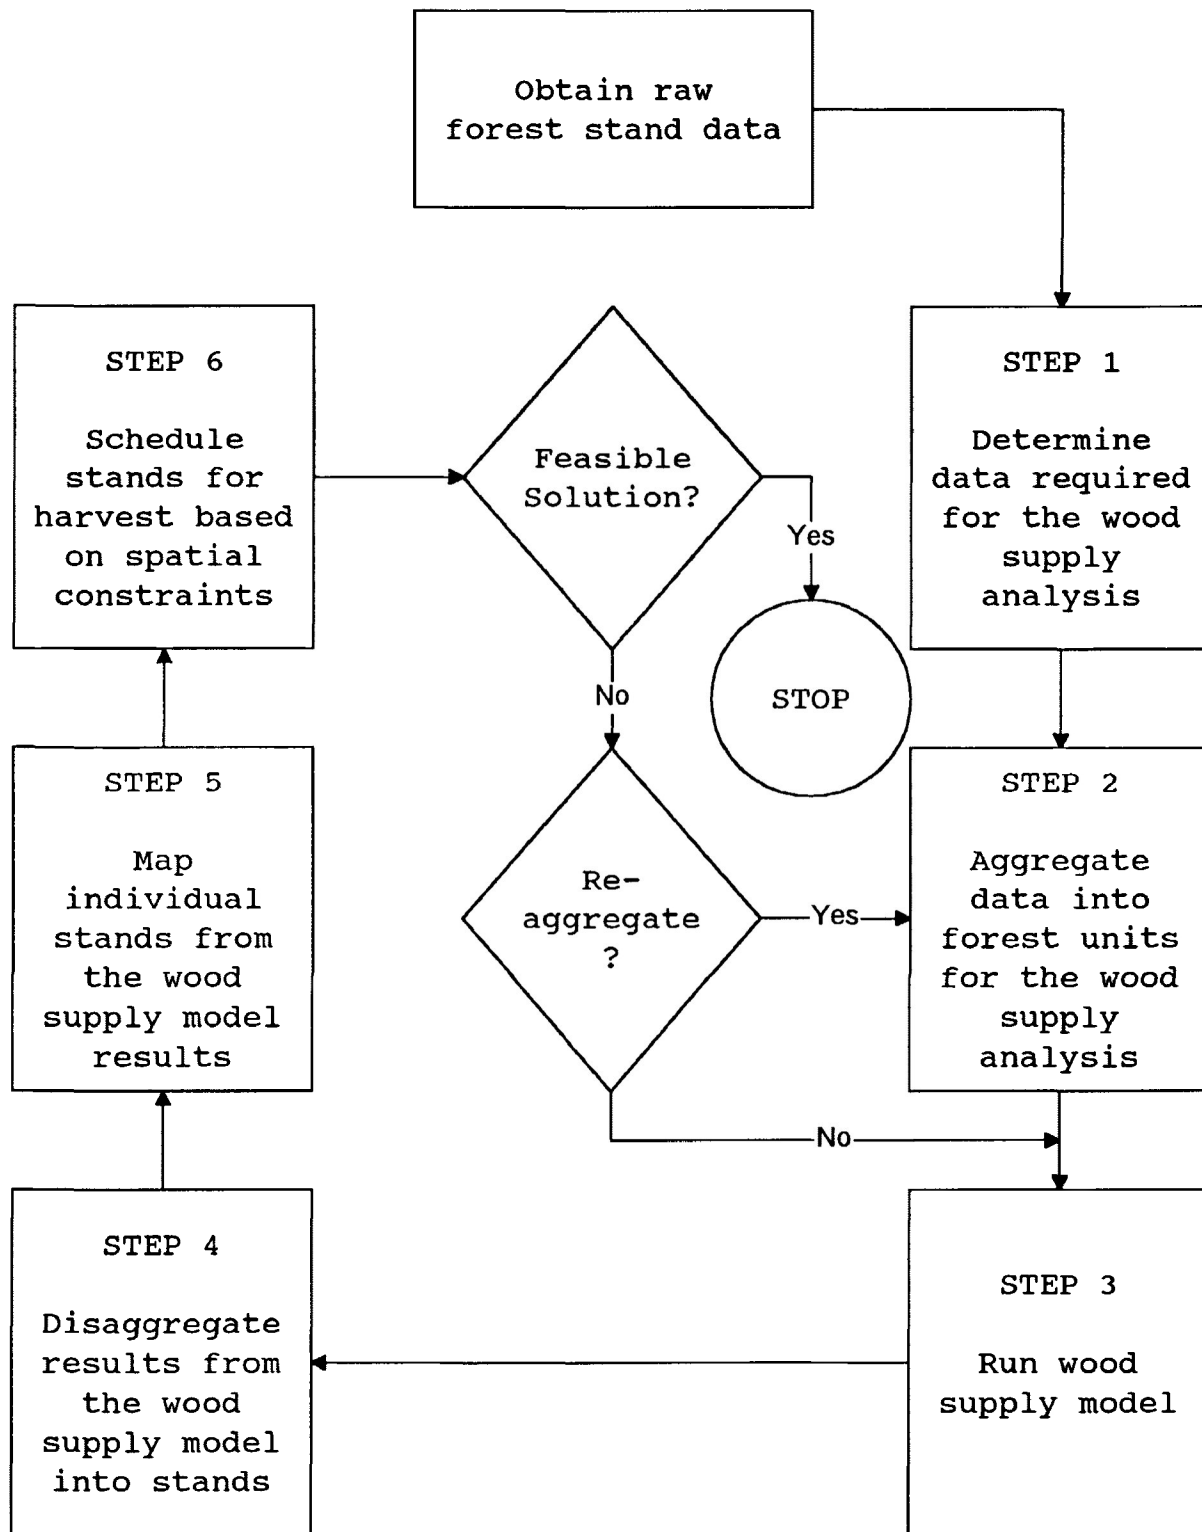 Obtain raw
forest stand data
STEP 1
Determine
data required
for the wood
supply
analysis
STEP 2
Aggregate
data into
forest units
for the wood
supply
analysis
STEP 3
Run wood
supply model
STEP 4
Disaggregate
results from
the wood
supply model
into stands
STEP 5
Map
individual
stands from
the wood
supply model
results
STEP 6
Schedule
stands for
harvest based
on spatial
constraints
Feasible
Solution?
Yes
STOP
No
Re-
aggregate
?
Yes
No